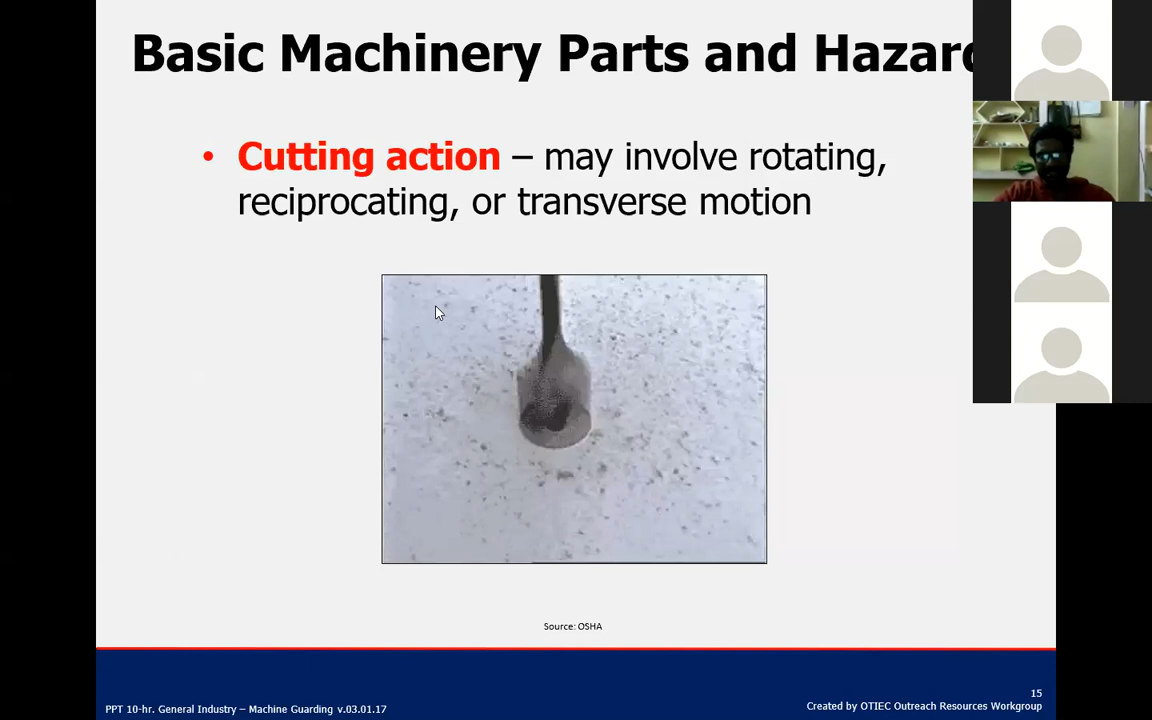 Basic Machinery Parts and Hazard
• Cutting action – may involve rotating,
reciprocating, or transverse motion
Source: OSHA
15
PPT 10-hr. General Industry – Machine Guarding v.03.01.17
Created by OTIEC Outreach Resources Workgroup